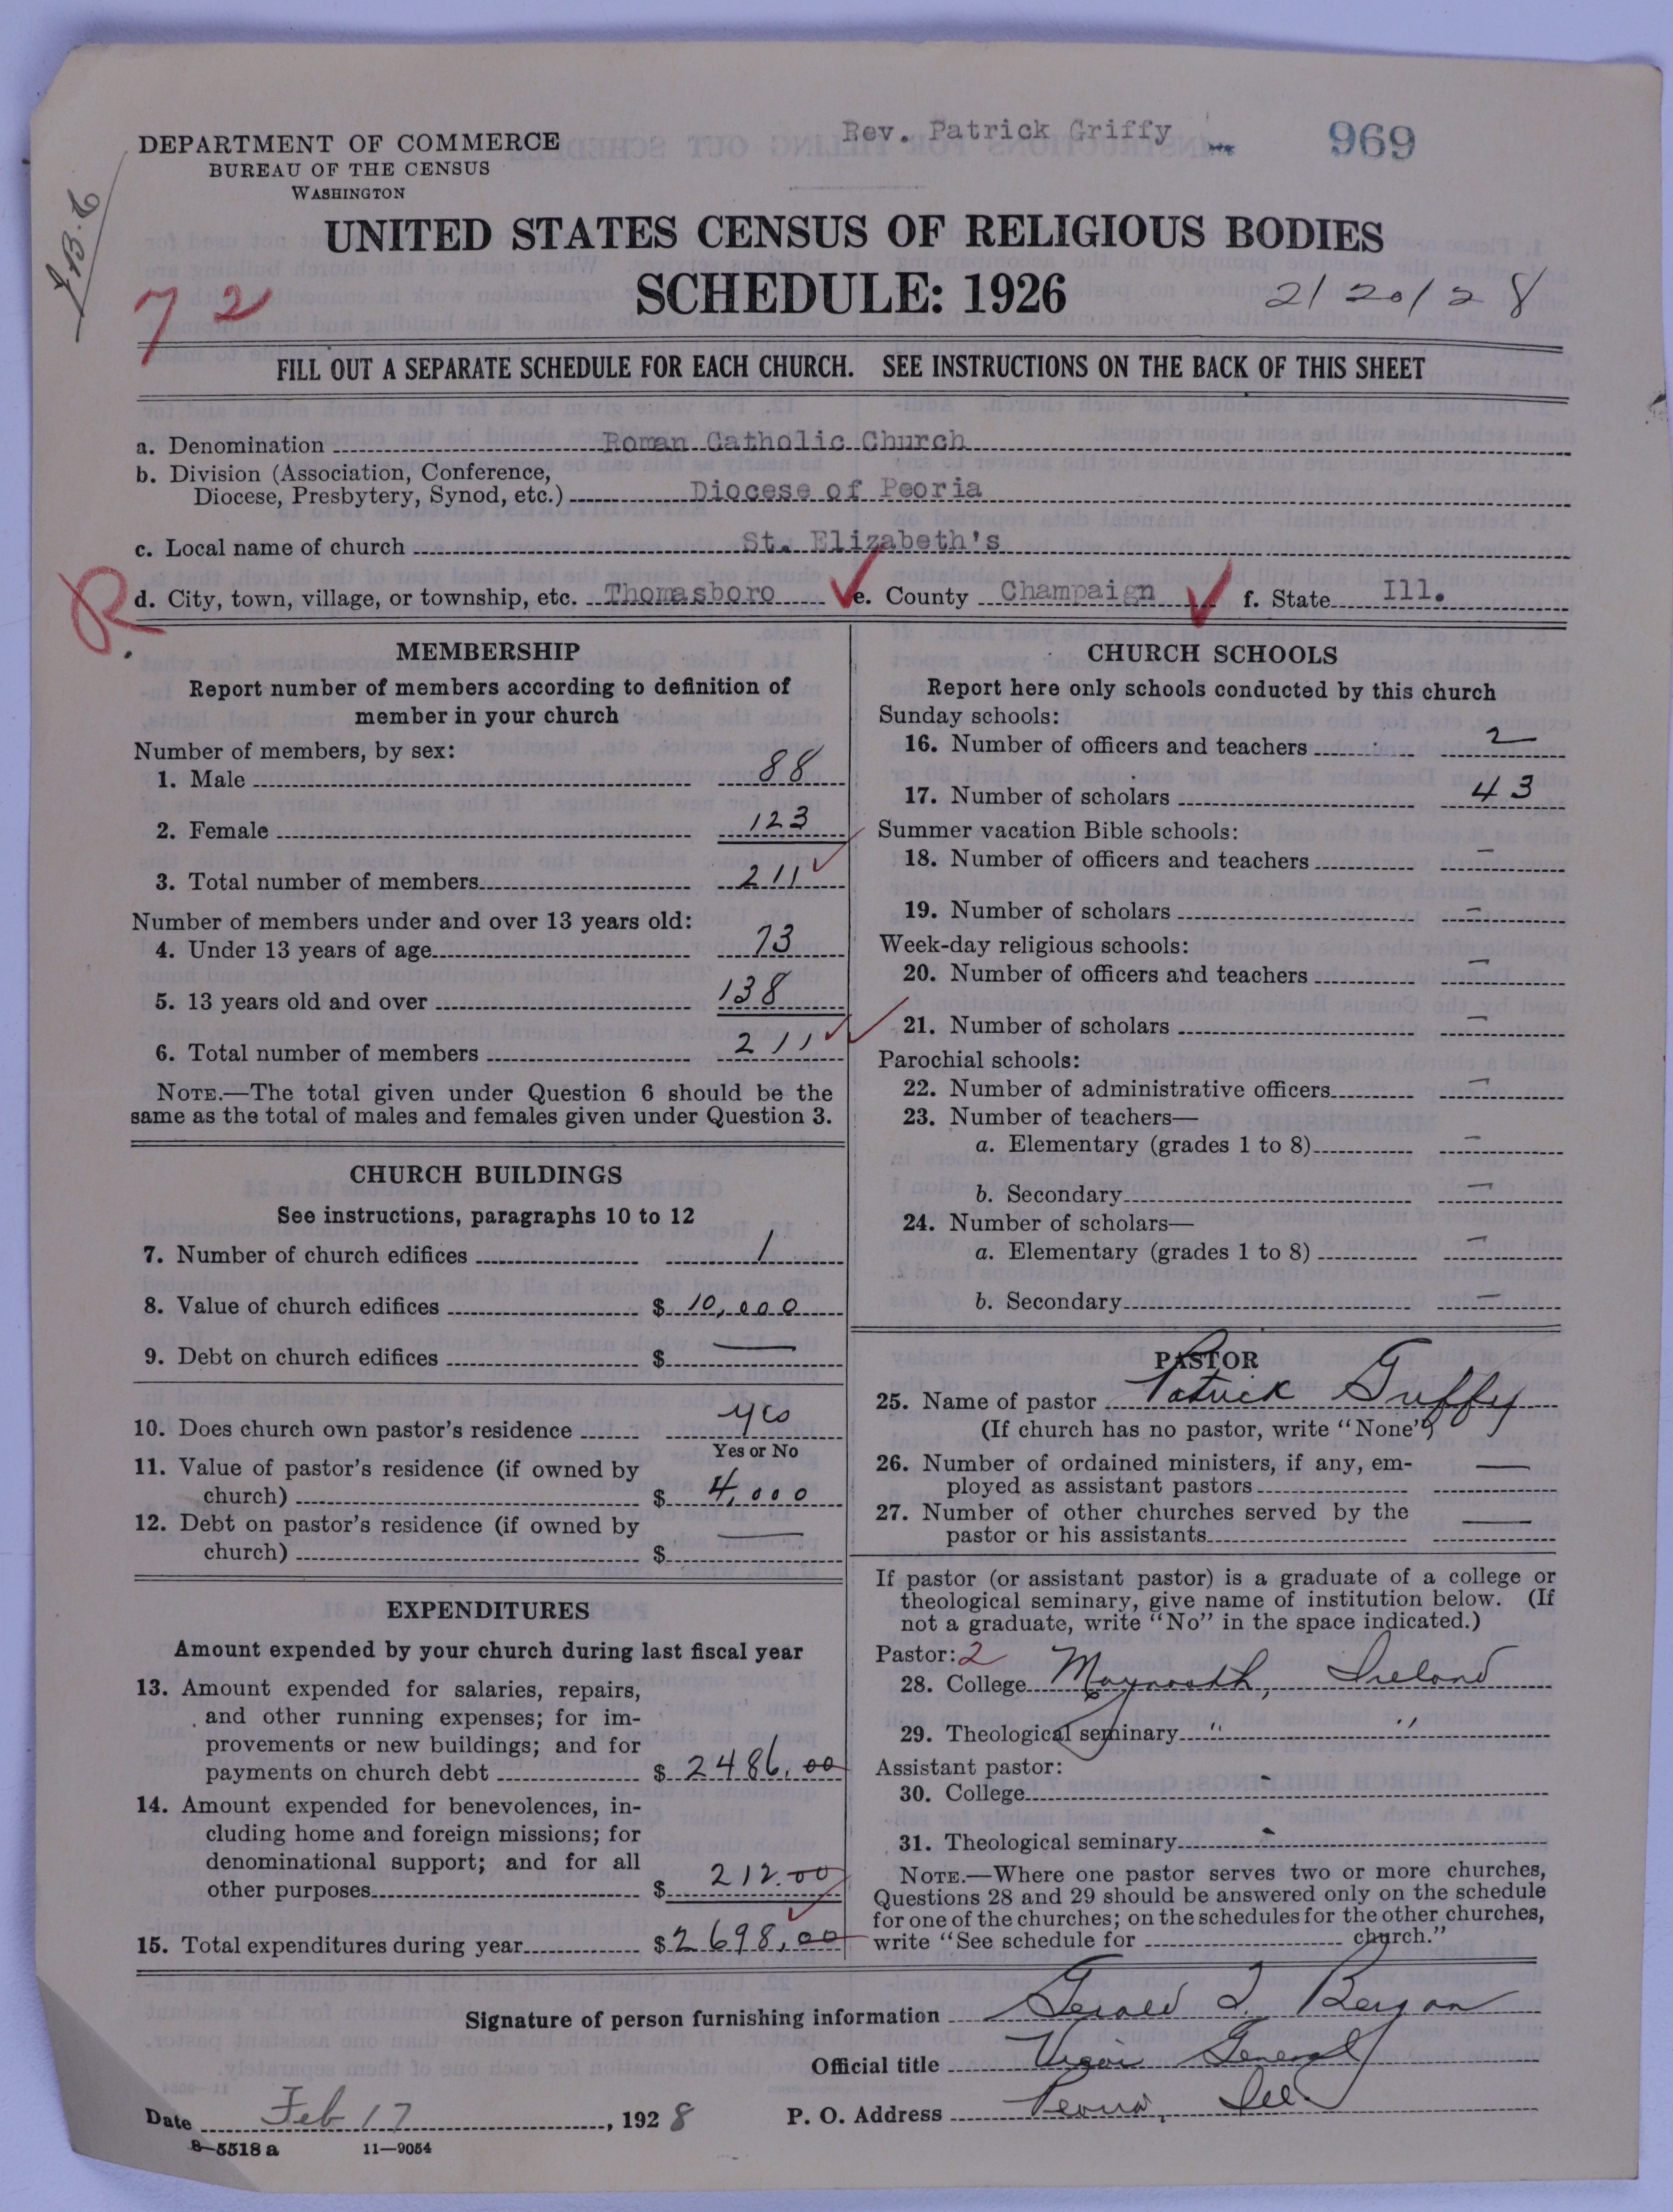 Rev. Patrick Griffy
969
DEPARTMENT OF COMMERCE
BUREAU OF THE CENSUS
WASHINGTON
UNITED STATES CENSUS OF RELIGIOUS BODIES
SCHEDULE: 1926
2/20/28
72
FILL OUT A SEPARATE SCHEDULE FOR EACH CHURCH. SEE INSTRUCTIONS ON THE BACK OF THIS SHEET
a. Denomination Roman Catholic Church
b. Division (Association, Conference,
Diocese, Presbytery, Synod, etc.) Diocese of Peoria
c. Local name of church St. Elizabeth's
R
d. City, town, village, or township, etc. Thomasboro e. County Champaign f. State Ill.
MEMBERSHIP
Report number of members according to definition of
member in your church
Number of members, by sex:
1. Male 88
2. Female 123
3. Total number of members 211
Number of members under and over 13 years old:
4. Under 13 years of age 73
5. 13 years old and over 138
6. Total number of members 211
NOTE.—The total given under Question 6 should be the
same as the total of males and females given under Question 3.
CHURCH BUILDINGS
See instructions, paragraphs 10 to 12
7. Number of church edifices 1
8. Value of church edifices $ 10,000
9. Debt on church edifices $ —
10. Does church own pastor's residence yes
Yes or No
11. Value of pastor's residence (if owned by
church) $ 4,000
12. Debt on pastor's residence (if owned by
church) $ —
EXPENDITURES
Amount expended by your church during last fiscal year
13. Amount expended for salaries, repairs,
and other running expenses; for im-
provements or new buildings; and for
payments on church debt $ 2486.00
14. Amount expended for benevolences, in-
cluding home and foreign missions; for
denominational support; and for all
other purposes $ 212.00
15. Total expenditures during year $ 2698.00
CHURCH SCHOOLS
Report here only schools conducted by this church
Sunday schools:
16. Number of officers and teachers 2
17. Number of scholars 43
Summer vacation Bible schools:
18. Number of officers and teachers —
19. Number of scholars —
Week-day religious schools:
20. Number of officers and teachers —
21. Number of scholars —
Parochial schools:
22. Number of administrative officers —
23. Number of teachers—
a. Elementary (grades 1 to 8) —
b. Secondary —
24. Number of scholars—
a. Elementary (grades 1 to 8) —
b. Secondary —
PASTOR
25. Name of pastor Patrick Griffy
(If church has no pastor, write "None")
26. Number of ordained ministers, if any, em-
ployed as assistant pastors —
27. Number of other churches served by the
pastor or his assistants —
If pastor (or assistant pastor) is a graduate of a college or
theological seminary, give name of institution below. (If
not a graduate, write "No" in the space indicated.)
Pastor: 2
28. College Maynooth, Ireland
29. Theological seminary " "
Assistant pastor:
30. College -
31. Theological seminary -
NOTE.—Where one pastor serves two or more churches,
Questions 28 and 29 should be answered only on the schedule
for one of the churches; on the schedules for the other churches,
write "See schedule for church."
Signature of person furnishing information Gerald T. Bergan
Official title Vicar General
Date Feb 17, 1928 P. O. Address Peoria, Ill.
8—5518 a 11—9054